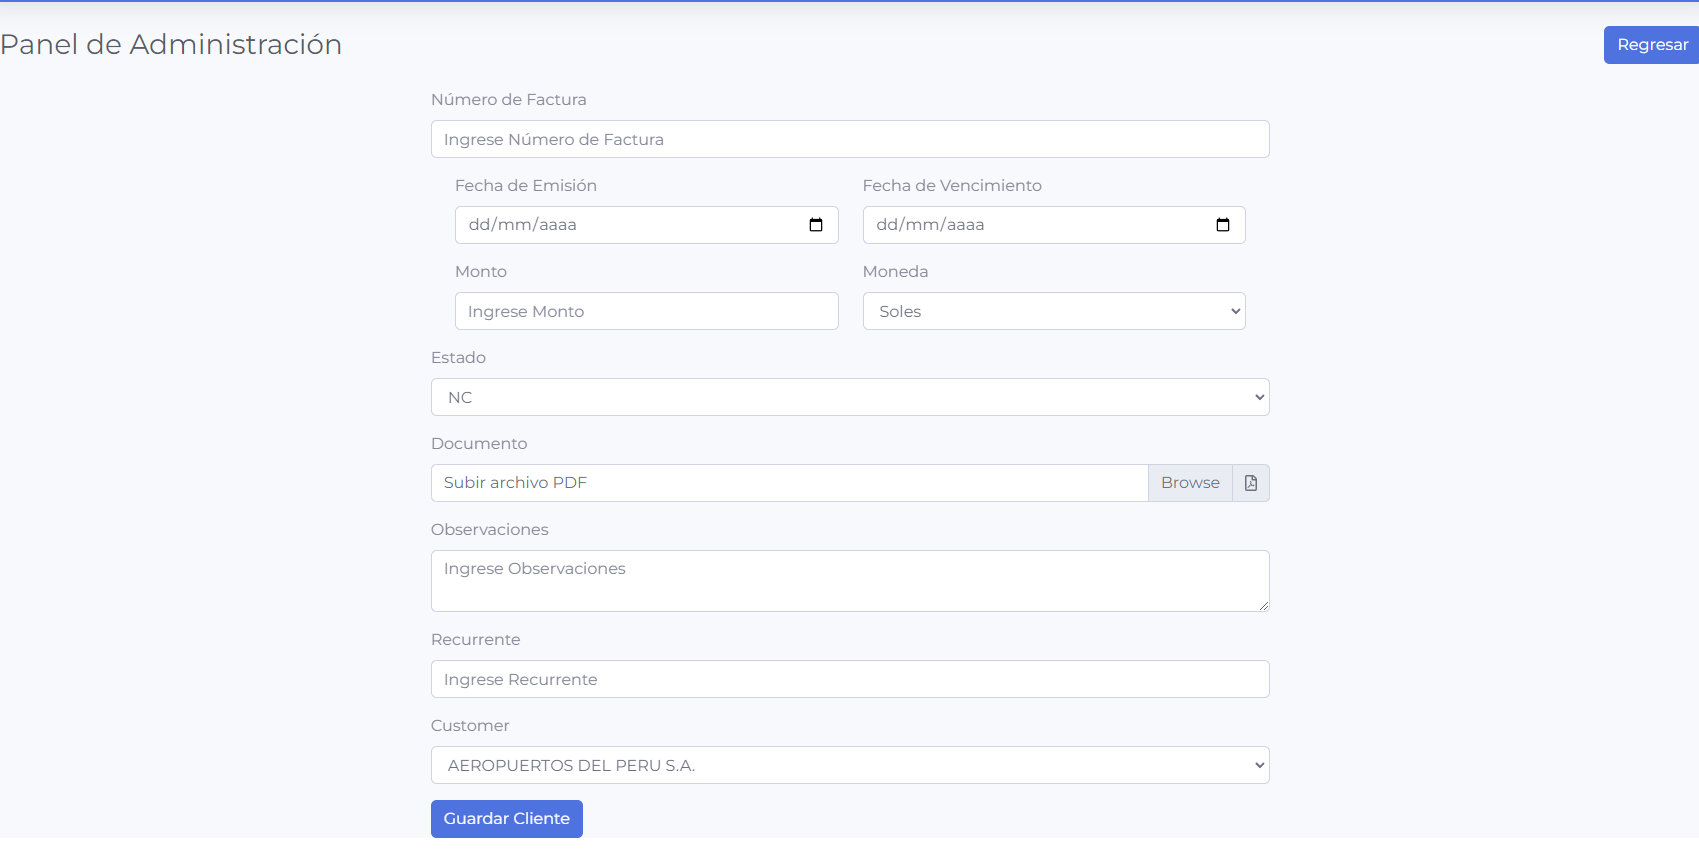 Panel de Administración
Regresar
Número de Factura
Ingrese Número de Factura
Fecha de Emisión
Fecha de Vencimiento
dd/mm/aaaa
dd/mm/aaaa
Monto
Moneda
Ingrese Monto
Soles
Estado
NC
Documento
Subir archivo PDF
Browse
Observaciones
Ingrese Observaciones
Recurrente
Ingrese Recurrente
Customer
AEROPUERTOS DEL PERU S.A.
Guardar Cliente